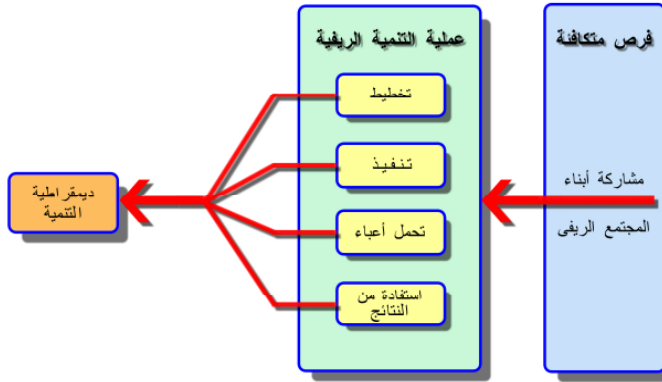 فرص متكافئة
مشاركة أبناء
المجتمع الريفى
عملية التنمية الريفية
تخطيط
تنفيذ
تحمل أعباء
استفادة من
النتائج
ديمقراطية
التنمية